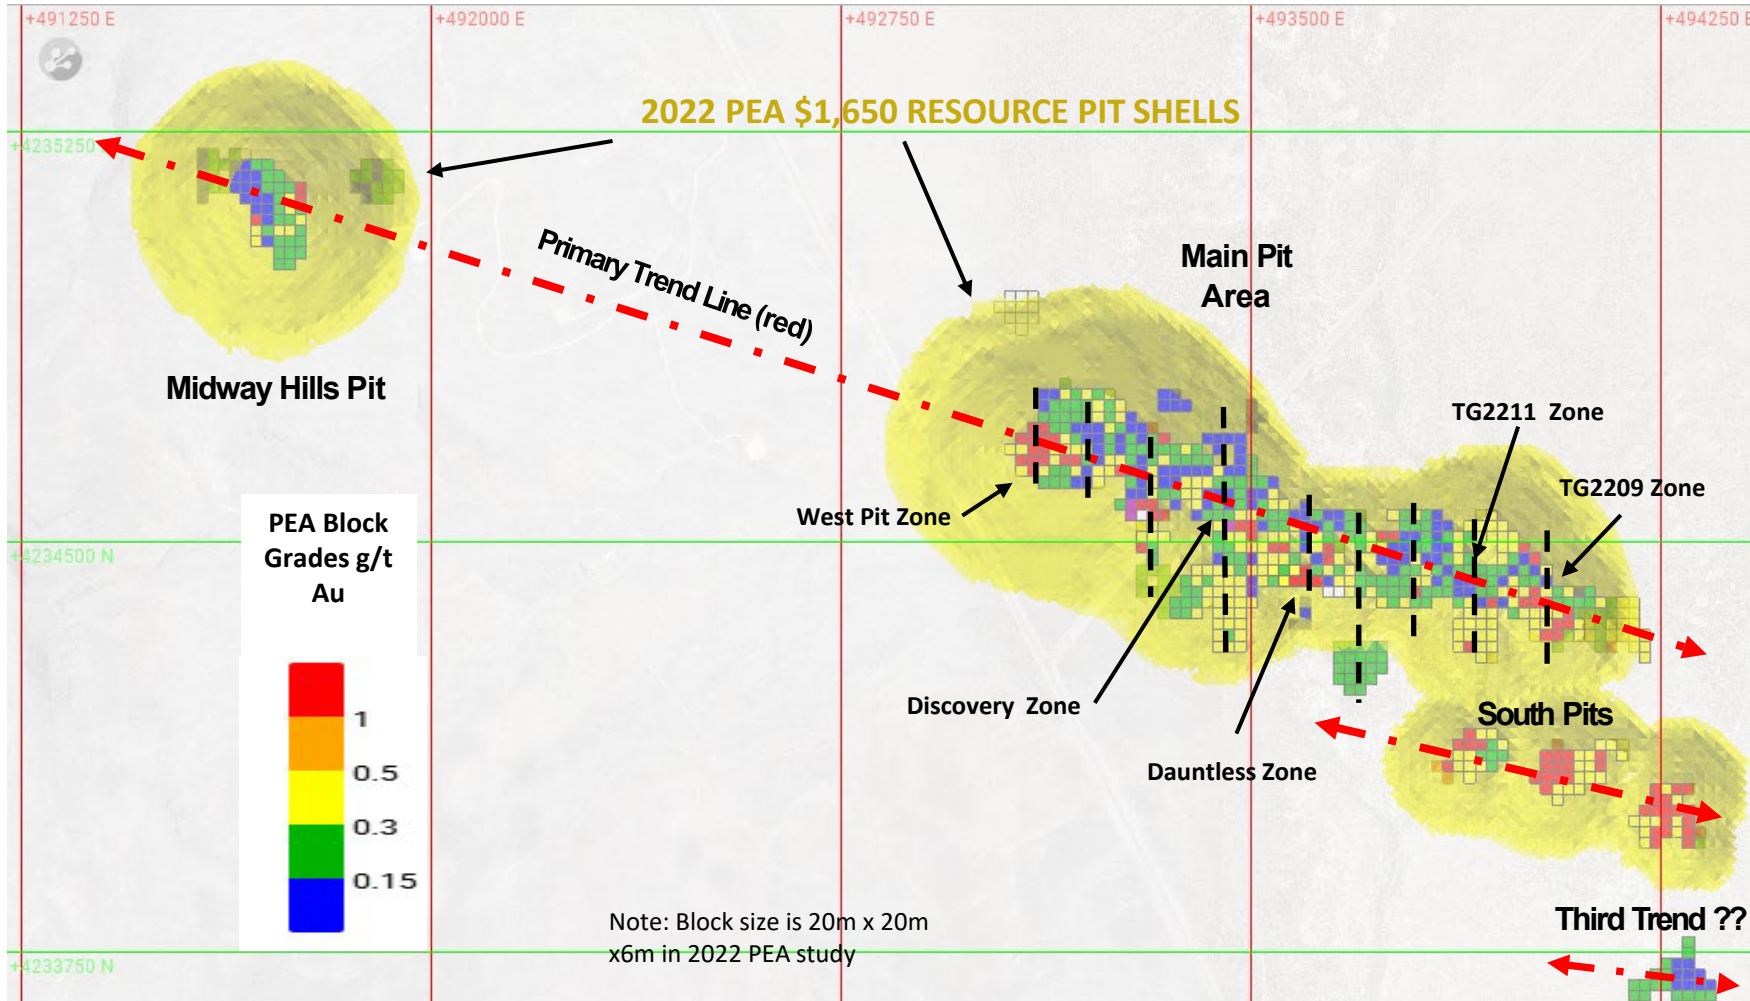 +491250 E
+492000 E
+492750 E
+493500 E
+494250 E
2022 PEA $1,650 RESOURCE PIT SHELLS
+4235250
Primary Trend Line (red)
Main Pit
Area
Midway Hills Pit
TG2211 Zone
TG2209 Zone
West Pit Zone
PEA Block
Grades g/t
Au
+4234500 N
1
0.5
0.3
0.15
Discovery Zone
South Pits
Dauntless Zone
Note: Block size is 20m x 20m
x6m in 2022 PEA study
Third Trend ??
+4233750 N